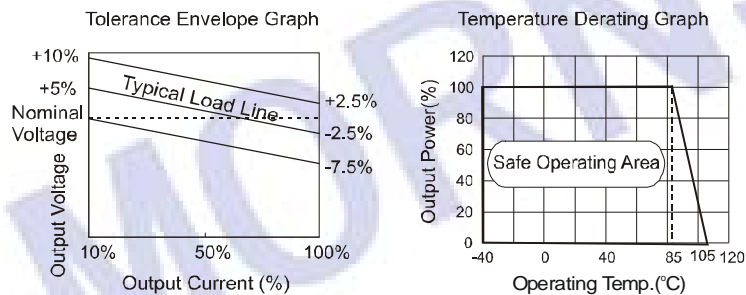 Tolerance Envelope Graph
+10%
+5%
Nominal
Voltage
Typical Load Line
+2.5%
-2.5%
-7.5%
Output Voltage
10%
50%
100%
Output Current (%)
Temperature Derating Graph
120
100
80
60
40
20
0
Output Power(%)
Safe Operating Area
-40
0
40
85
105
120
Operating Temp.(°C)
MORN